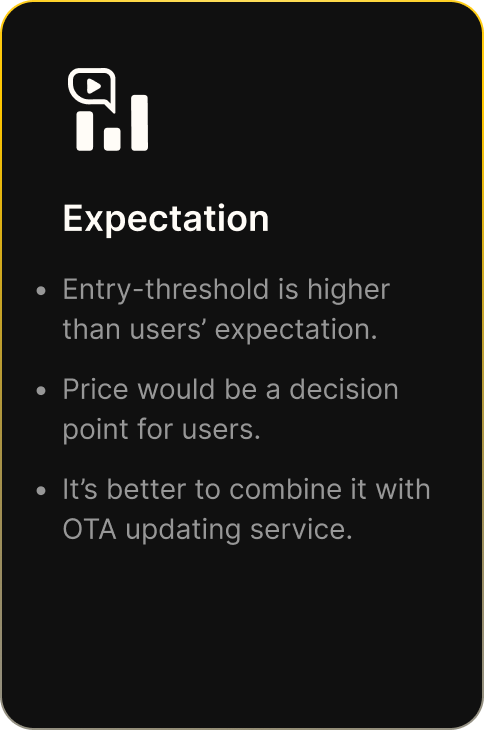 Expectation
• Entry-threshold is higher
than users’ expectation.
• Price would be a decision
point for users.
• It’s better to combine it with
OTA updating service.